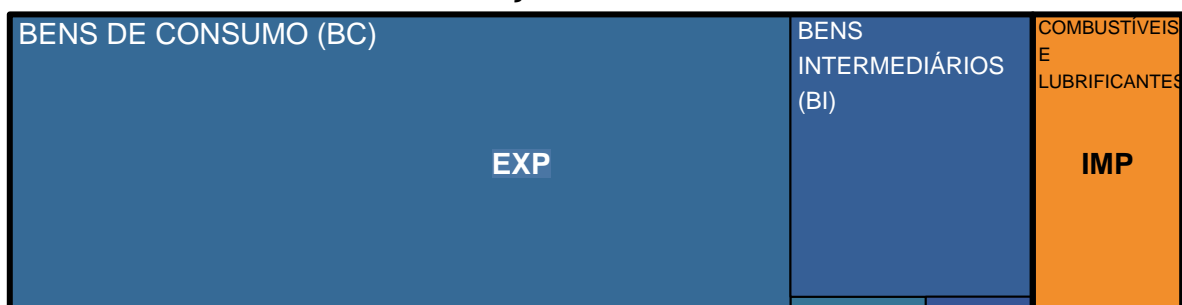 BENS DE CONSUMO (BC)
EXP
BENS
INTERMEDIÁRIOS
(BI)
COMBUSTÍVEIS
E
LUBRIFICANTES
IMP